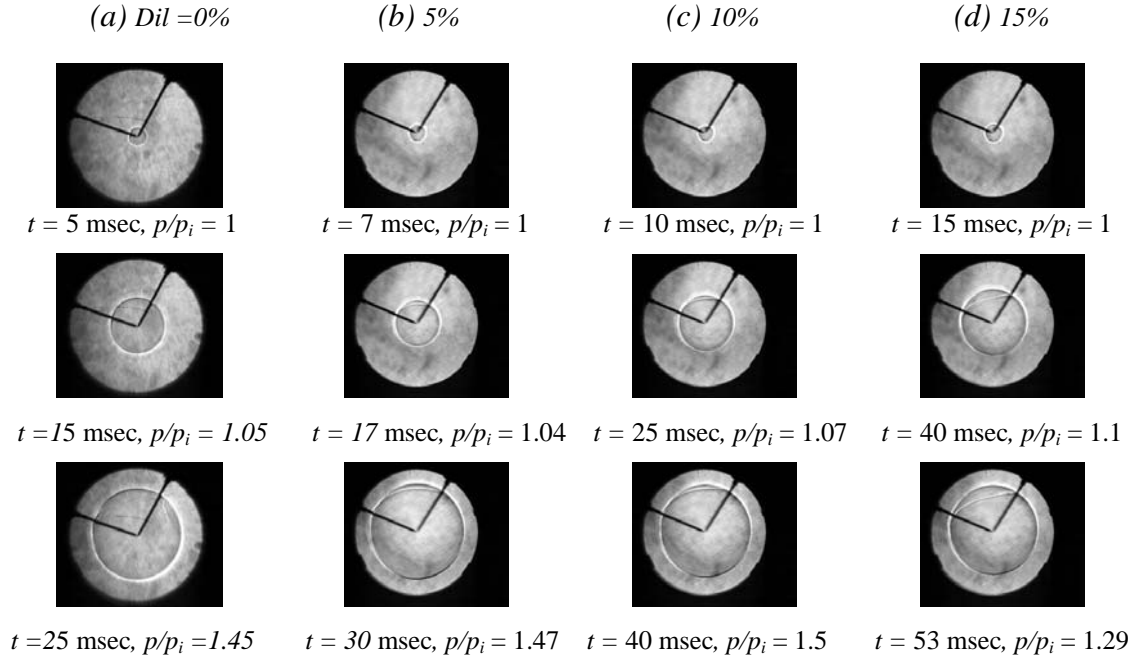 (a) Dil =0% (b) 5% (c) 10% (d) 15%
t = 5 msec, p/pi = 1 t = 7 msec, p/pi = 1 t = 10 msec, p/pi = 1 t = 15 msec, p/pi = 1
t =15 msec, p/pi = 1.05 t = 17 msec, p/pi = 1.04 t = 25 msec, p/pi = 1.07 t = 40 msec, p/pi = 1.1
t =25 msec, p/pi =1.45 t = 30 msec, p/pi = 1.47 t = 40 msec, p/pi = 1.5 t = 53 msec, p/pi = 1.29